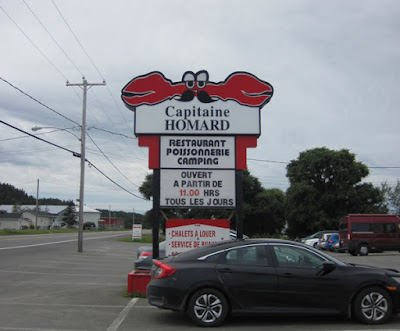 Capitaine
HOMARD
RESTAURANT
POISSONNERIE
CAMPING
OUVERT
A PARTIR DE
11.00 HRS
TOUS LES JOURS
CHALETS A LOUER
SERVICE DE